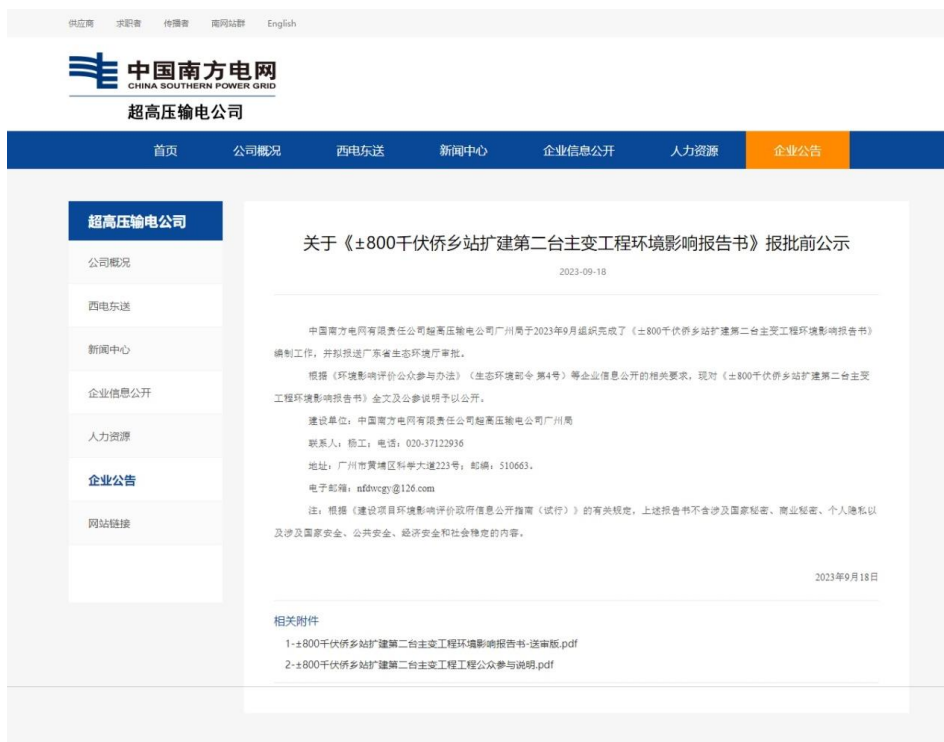 供应商 求职者 传播者 南网站群 English
中国南方电网
CHINA SOUTHERN POWER GRID
超高压输电公司
首页 公司概况 西电东送 新闻中心 企业信息公开 人力资源 企业公告
超高压输电公司
公司概况
西电东送
新闻中心
企业信息公开
人力资源
企业公告
网站链接
关于《±800千伏侨乡站扩建第二台主变工程环境影响报告书》报批前公示
2023-09-18
中国南方电网有限责任公司超高压输电公司广州局于2023年9月组织完成了《±800千伏侨乡站扩建第二台主变工程环境影响报告书》
编制工作，并拟报送广东省生态环境厅审批。
根据《环境影响评价公众参与办法》（生态环境部令 第4号）等企业信息公开的相关要求，现对《±800千伏侨乡站扩建第二台主变
工程环境影响报告书》全文及公参说明予以公开。
建设单位：中国南方电网有限责任公司超高压输电公司广州局
联系人：杨工；电话：020-37122936
地址：广州市黄埔区科学大道223号；邮编：510663。
电子邮箱：nfdwcgy@126.com
注：根据《建设项目环境影响评价政府信息公开指南（试行）》的有关规定，上述报告书不含涉及国家秘密、商业秘密、个人隐私以
及涉及国家安全、公共安全、经济安全和社会稳定的内容。
2023年9月18日
相关附件
1-±800千伏侨乡站扩建第二台主变工程环境影响报告书-送审版.pdf
2-±800千伏侨乡站扩建第二台主变工程工程公众参与说明.pdf